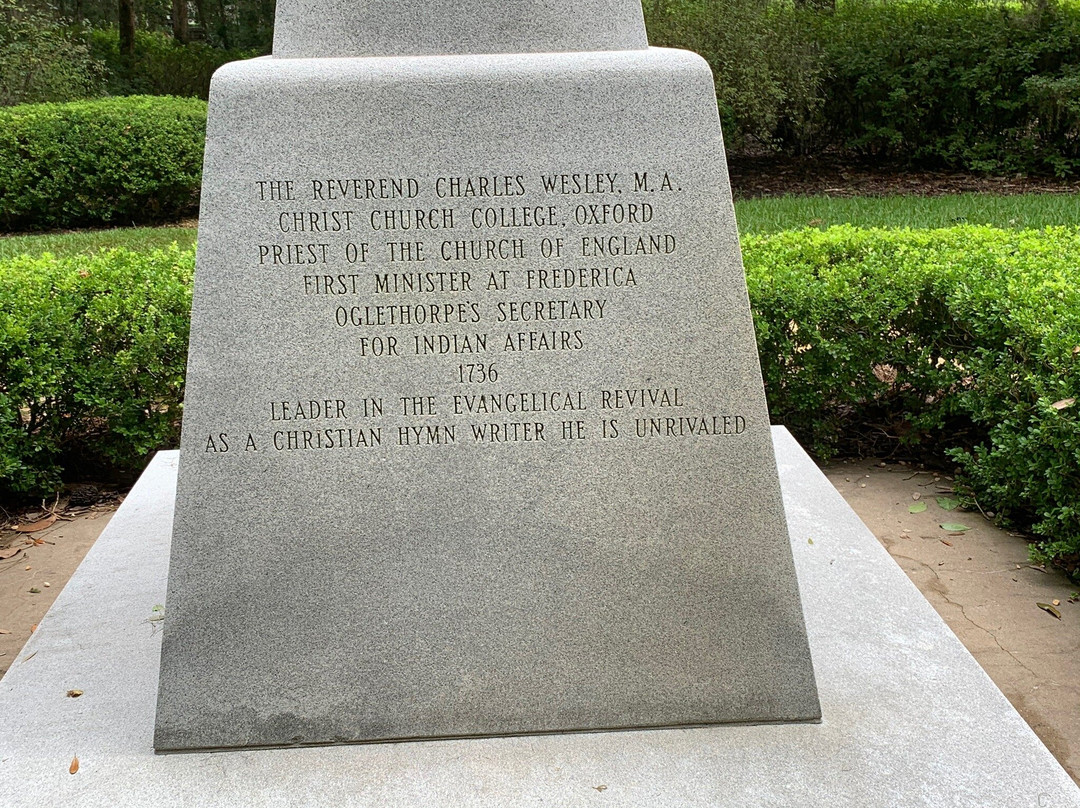 THE REVEREND CHARLES WESLEY, M.A.
CHRIST CHURCH COLLEGE, OXFORD
PRIEST OF THE CHURCH OF ENGLAND
FIRST MINISTER AT FREDERICA
OGLETHORPE'S SECRETARY
FOR INDIAN AFFAIRS
1736
LEADER IN THE EVANGELICAL REVIVAL
AS A CHRISTIAN HYMN WRITER HE IS UNRIVALED